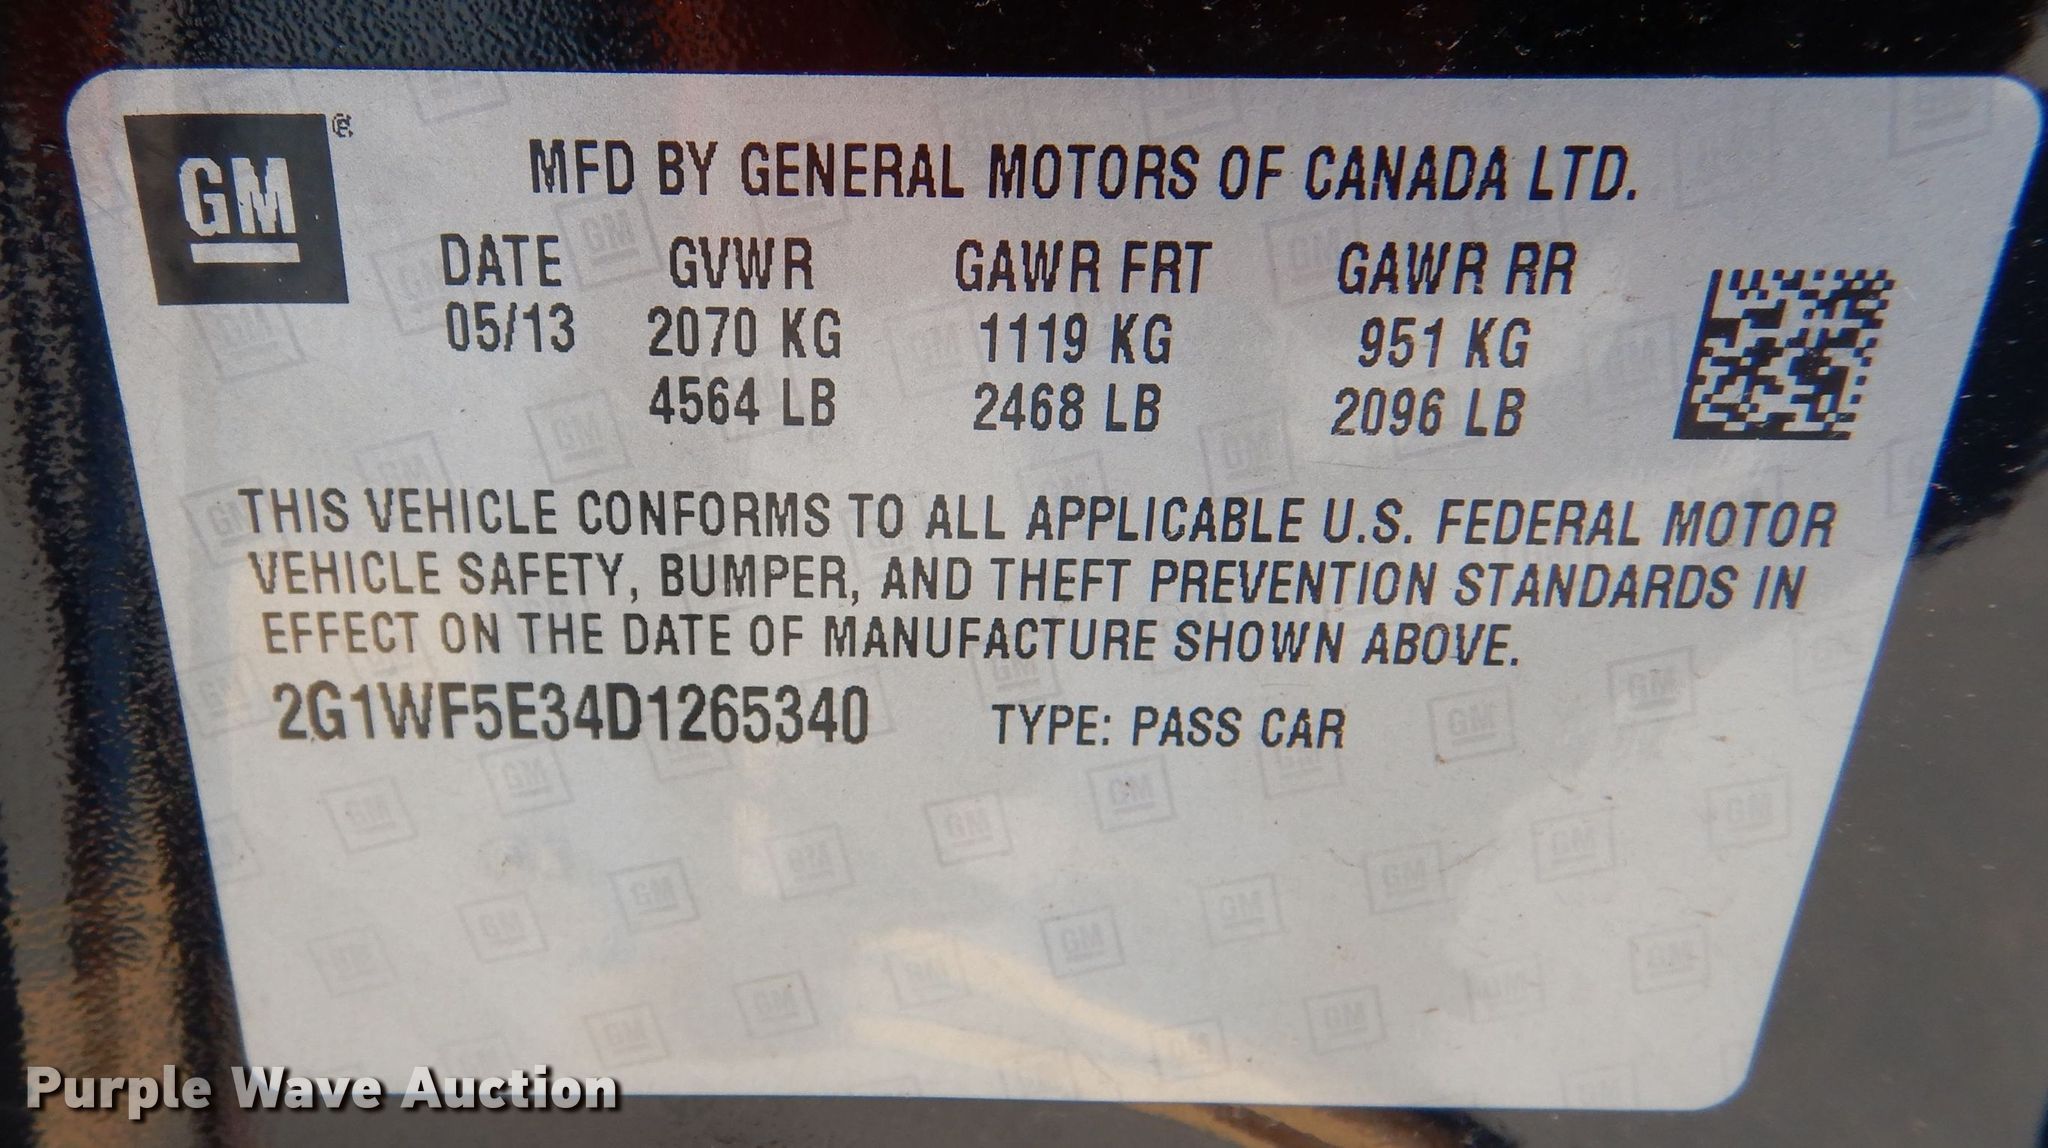 GM ®
MFD BY GENERAL MOTORS OF CANADA LTD.
DATE GVWR GAWR FRT GAWR RR
05/13 2070 KG 1119 KG 951 KG
4564 LB 2468 LB 2096 LB
THIS VEHICLE CONFORMS TO ALL APPLICABLE U.S. FEDERAL MOTOR
VEHICLE SAFETY, BUMPER, AND THEFT PREVENTION STANDARDS IN
EFFECT ON THE DATE OF MANUFACTURE SHOWN ABOVE.
2G1WF5E34D1265340 TYPE: PASS CAR
Purple Wave Auction